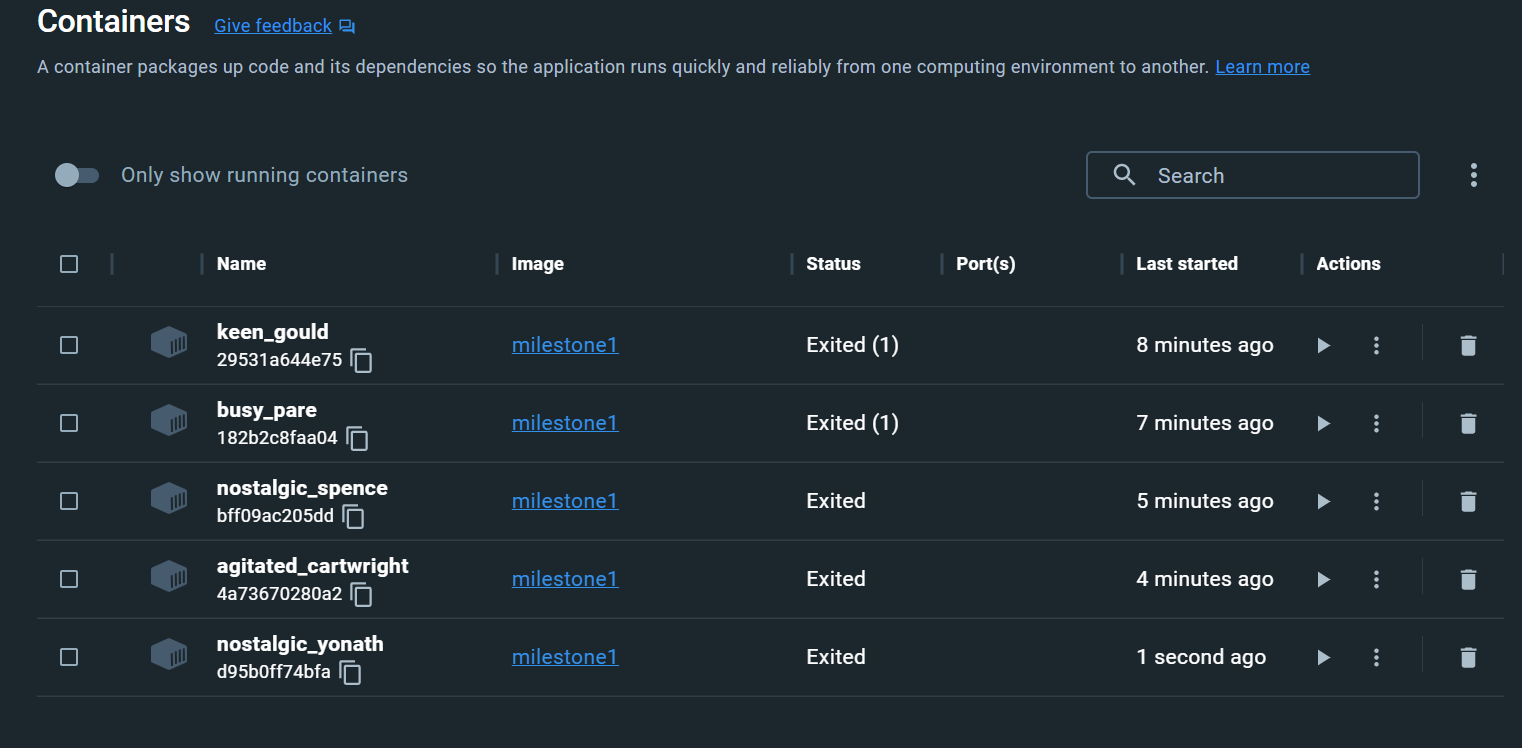 Containers Give feedback
A container packages up code and its dependencies so the application runs quickly and reliably from one computing environment to another. Learn more
Only show running containers Search
Name Image Status Port(s) Last started Actions
keen_gould
29531a644e75 milestone1 Exited (1) 8 minutes ago
busy_pare
182b2c8faa04 milestone1 Exited (1) 7 minutes ago
nostalgic_spence
bff09ac205dd milestone1 Exited 5 minutes ago
agitated_cartwright
4a73670280a2 milestone1 Exited 4 minutes ago
nostalgic_yonath
d95b0ff74bfa milestone1 Exited 1 second ago